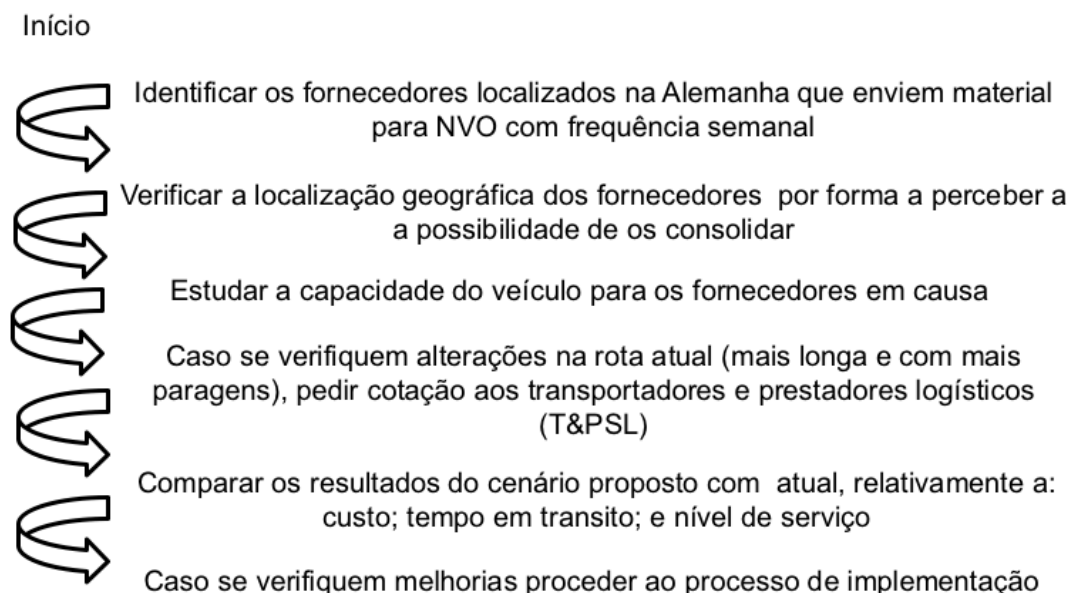 Início
Identificar os fornecedores localizados na Alemanha que enviem material
para NVO com frequência semanal
Verificar a localização geográfica dos fornecedores por forma a perceber a
a possibilidade de os consolidar
Estudar a capacidade do veículo para os fornecedores em causa
Caso se verifiquem alterações na rota atual (mais longa e com mais
paragens), pedir cotação aos transportadores e prestadores logísticos
(T&PSL)
Comparar os resultados do cenário proposto com atual, relativamente a:
custo; tempo em transito; e nível de serviço
Caso se verifiquem melhorias proceder ao processo de implementação